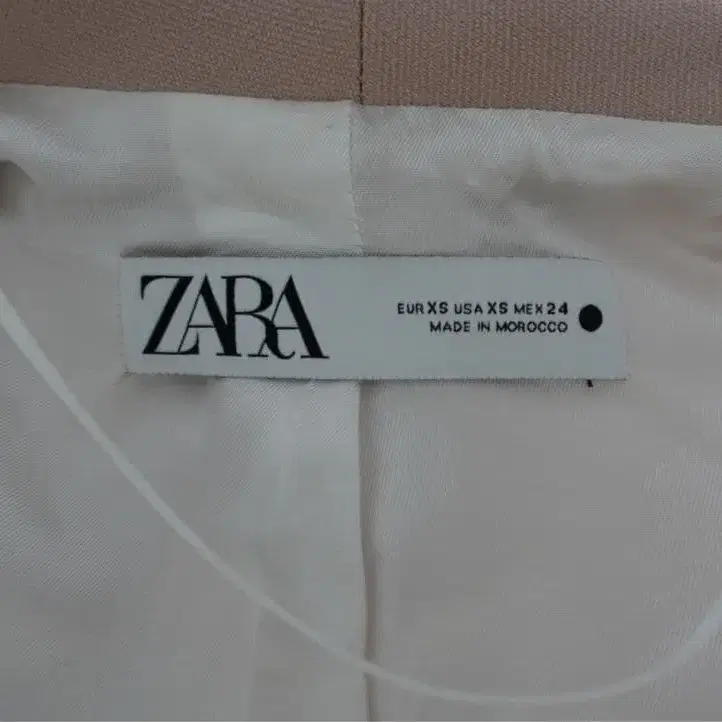 ZARA
EUR XS USA XS MEX 24
MADE IN MOROCCO